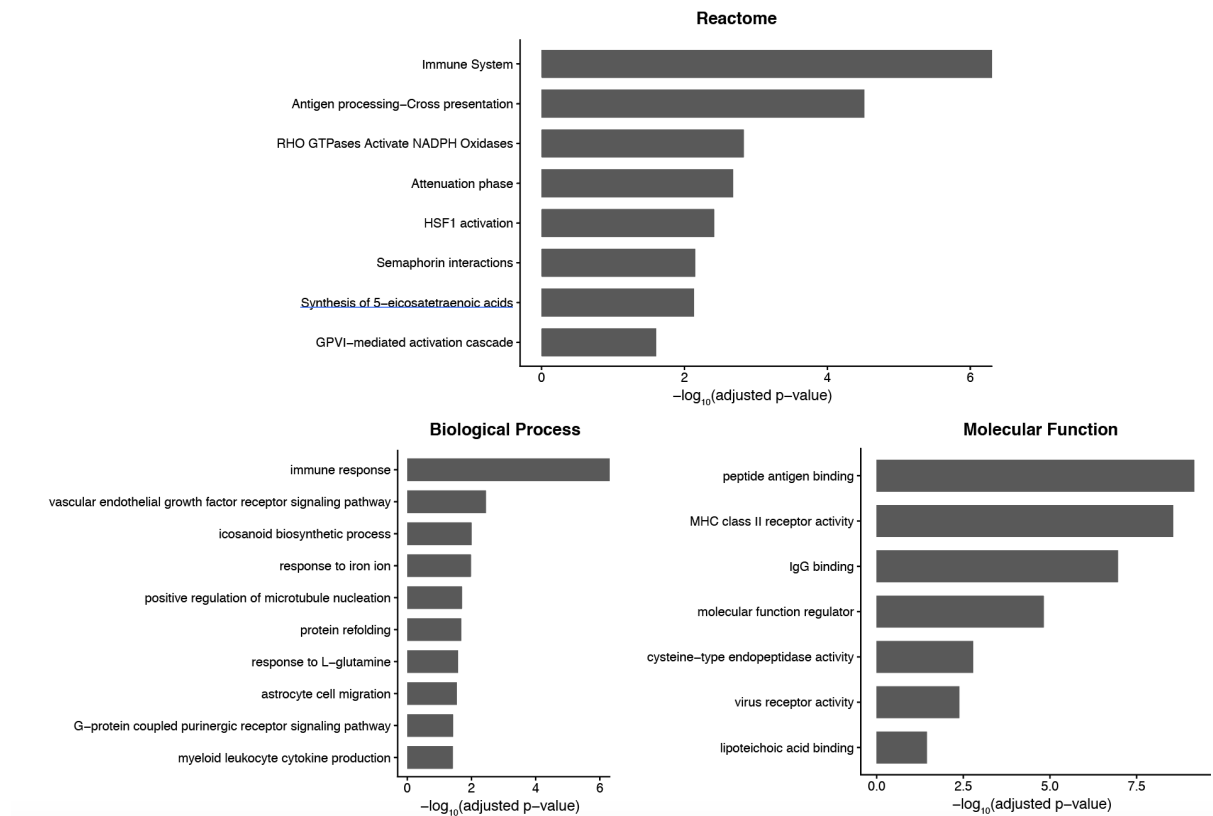 Reactome
Immune System
Antigen processing–Cross presentation
RHO GTPases Activate NADPH Oxidases
Attenuation phase
HSF1 activation
Semaphorin interactions
Synthesis of 5–eicosatetraenoic acids
GPVI–mediated activation cascade
0 2 4 6
–log10(adjusted p–value)
Biological Process
immune response
vascular endothelial growth factor receptor signaling pathway
icosanoid biosynthetic process
response to iron ion
positive regulation of microtubule nucleation
protein refolding
response to L–glutamine
astrocyte cell migration
G–protein coupled purinergic receptor signaling pathway
myeloid leukocyte cytokine production
0 2 4 6
–log10(adjusted p–value)
Molecular Function
peptide antigen binding
MHC class II receptor activity
IgG binding
molecular function regulator
cysteine–type endopeptidase activity
virus receptor activity
lipoteichoic acid binding
0.0 2.5 5.0 7.5
–log10(adjusted p–value)